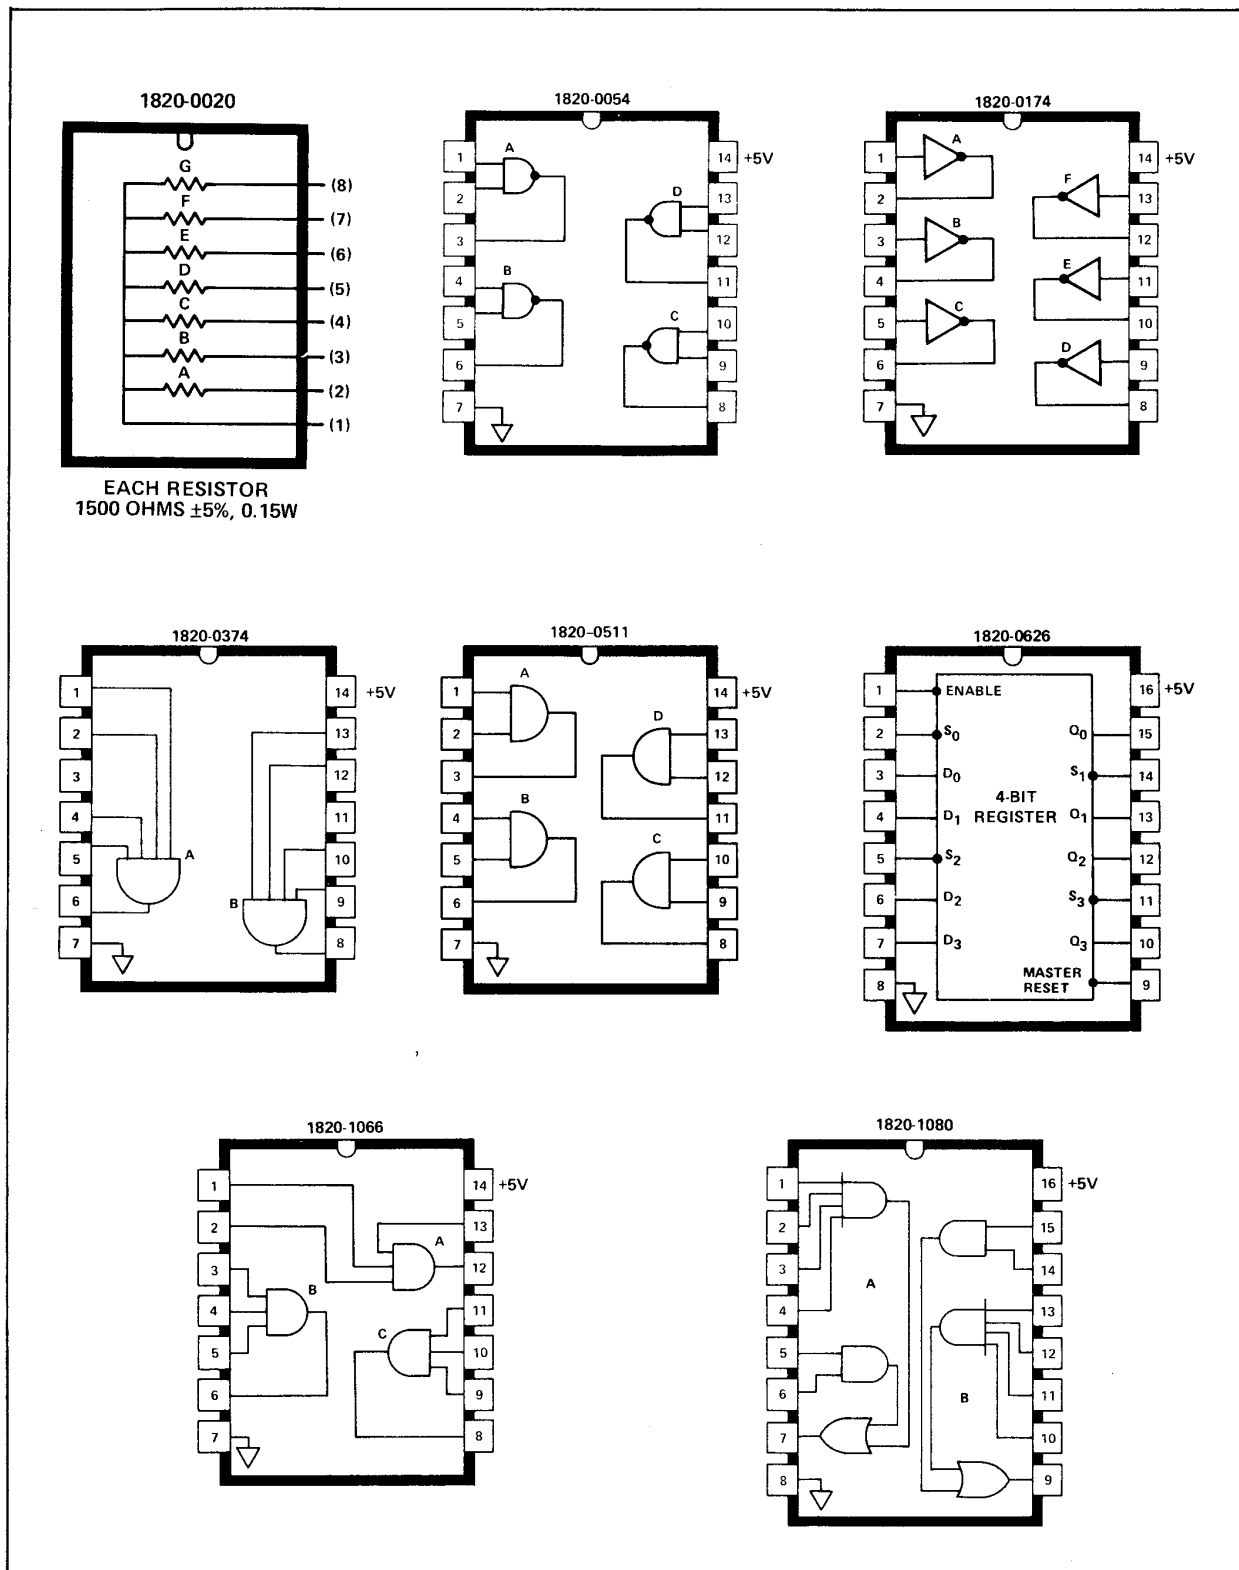 1820-0020
G
(8)
F
(7)
E
(6)
D
(5)
C
(4)
B
(3)
A
(2)
(1)
EACH RESISTOR
1500 OHMS ±5%, 0.15W
1820-0054
1
A
14 +5V
2
D
13
3
12
4
B
11
5
C
10
6
9
7
8
1820-0174
1
A
14 +5V
2
F
13
3
B
12
4
E
11
5
C
10
6
D
9
7
8
1820-0374
1
14 +5V
2
13
3
12
4
11
5
A
10
6
B
9
7
8
1820-0511
1
A
14 +5V
2
D
13
3
12
4
B
11
5
C
10
6
9
7
8
1820-0626
1
ENABLE
16 +5V
2
S0
Q0
15
3
D0
S1
14
4-BIT
REGISTER
4
D1
Q1
13
5
S2
Q2
12
6
D2
S3
11
7
D3
Q3
10
8
MASTER
RESET
9
1820-1066
1
14 +5V
2
13
A
3
12
B
4
11
C
5
10
6
9
7
8
1820-1080
1
16 +5V
2
15
3
14
4
A
13
5
12
6
B
11
7
10
8
9